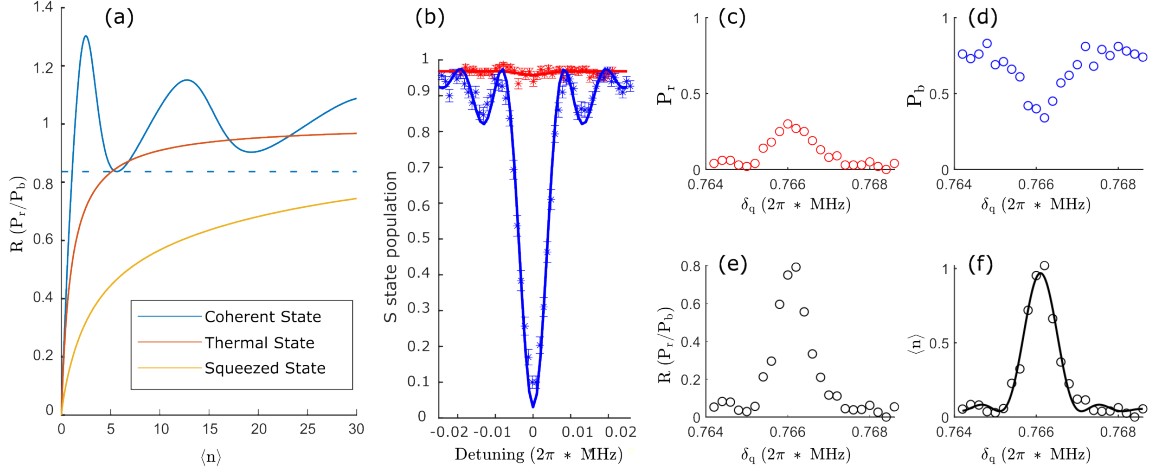 (a)
1.4
1.2
1
0.8
0.6
0.4
0.2
0
R (P_r/P_b)
Coherent State
Thermal State
Squeezed State
0 5 10 15 20 25 30
⟨n⟩
(b)
1
0.9
0.8
0.7
0.6
0.5
0.4
0.3
0.2
0.1
0
S state population
-0.02 -0.01 0 0.01 0.02
Detuning (2π * MHz)
(c)
1
0.5
0
P_r
0.764 0.766 0.768
δ_q (2π * MHz)
(d)
1
0.5
0
P_b
0.764 0.766 0.768
δ_q (2π * MHz)
(e)
0.8
0.6
0.4
0.2
0
R (P_r/P_b)
0.764 0.766 0.768
δ_q (2π * MHz)
(f)
1
0.5
0
⟨n⟩
0.764 0.766 0.768
δ_q (2π * MHz)